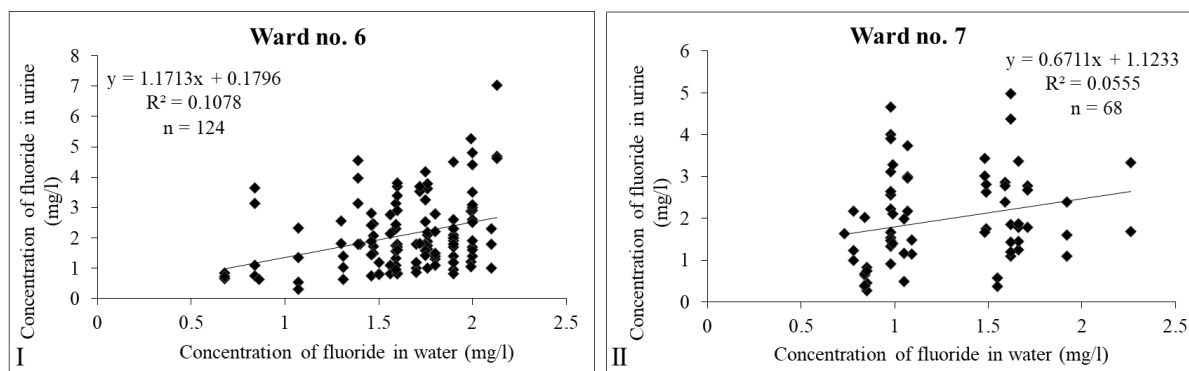 Ward no. 6
y = 1.1713x + 0.1796
R² = 0.1078
n = 124
Concentration of fluoride in urine
(mg/l)
8
7
6
5
4
3
2
1
0
0 0.5 1 1.5 2 2.5
Concentration of fluoride in water (mg/l)
I
Ward no. 7
y = 0.6711x + 1.1233
R² = 0.0555
n = 68
Concentration of fluoride in urine
(mg/l)
6
5
4
3
2
1
0
0 0.5 1 1.5 2 2.5
Concentration of fluoride in water (mg/l)
II